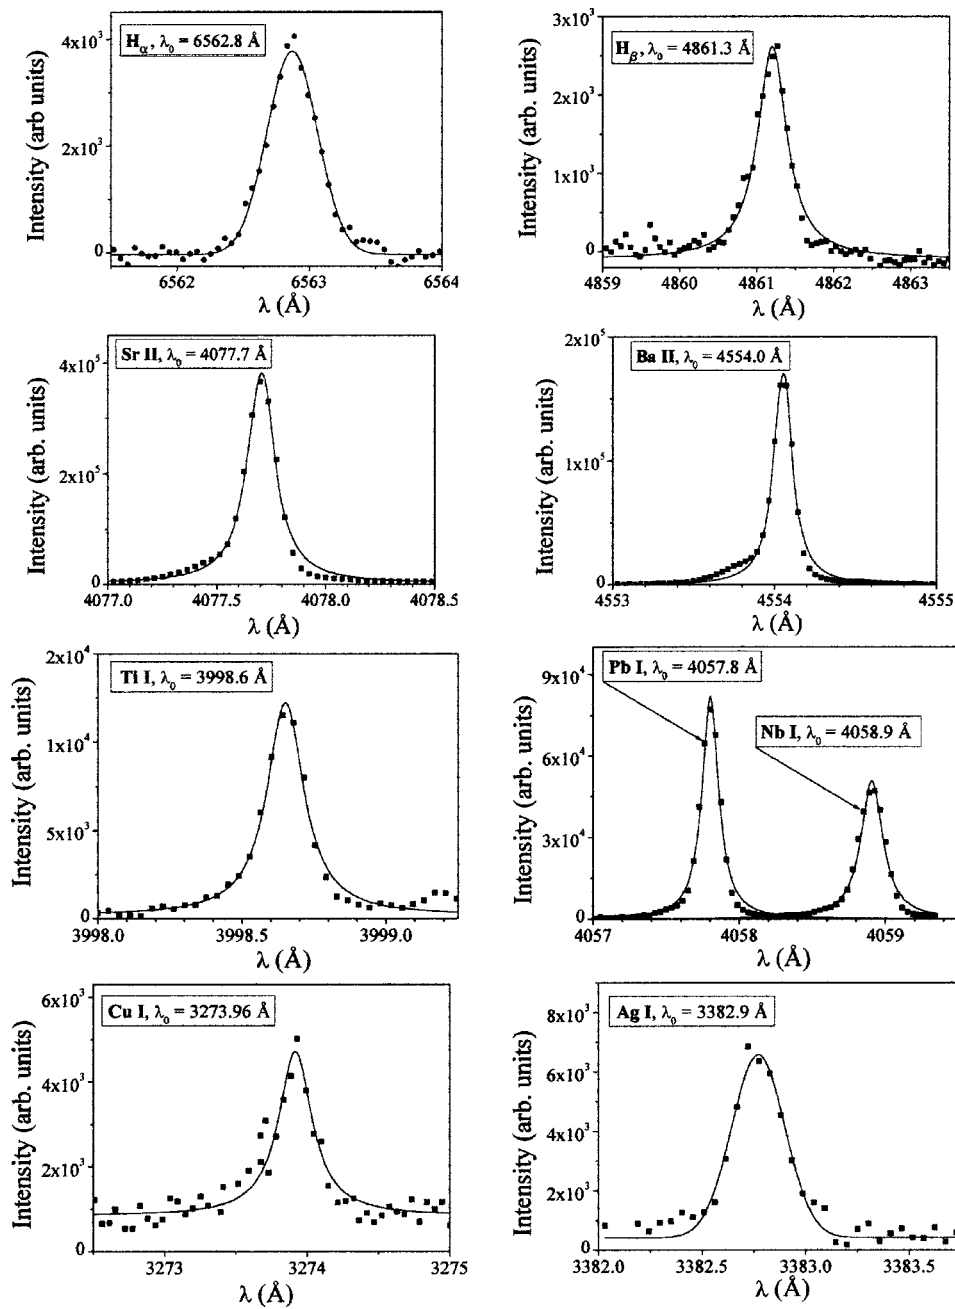 Hα, λ₀ = 6562.8 Å
4x10³
2x10³
0
Intensity (arb units)
6562 6563 6564
λ (Å)
Hβ, λ₀ = 4861.3 Å
3x10³
2x10³
1x10³
0
Intensity (arb. units)
4859 4860 4861 4862 4863
λ (Å)
Sr II, λ₀ = 4077.7 Å
4x10⁵
2x10⁵
0
Intensity (arb. units)
4077.0 4077.5 4078.0 4078.5
λ (Å)
Ba II, λ₀ = 4554.0 Å
2x10⁵
1x10⁵
0
Intensity (arb. units)
4553 4554 4555
λ (Å)
Ti I, λ₀ = 3998.6 Å
2x10⁴
1x10⁴
5x10³
0
Intensity (arb. units)
3998.0 3998.5 3999.0
λ (Å)
Pb I, λ₀ = 4057.8 Å
Nb I, λ₀ = 4058.9 Å
9x10⁴
6x10⁴
3x10⁴
0
Intensity (arb. units)
4057 4058 4059
λ (Å)
Cu I, λ₀ = 3273.96 Å
6x10³
4x10³
2x10³
0
Intensity (arb. units)
3273 3274 3275
λ (Å)
Ag I, λ₀ = 3382.9 Å
8x10³
6x10³
4x10³
2x10³
0
Intensity (arb. units)
3382.0 3382.5 3383.0 3383.5
λ (Å)